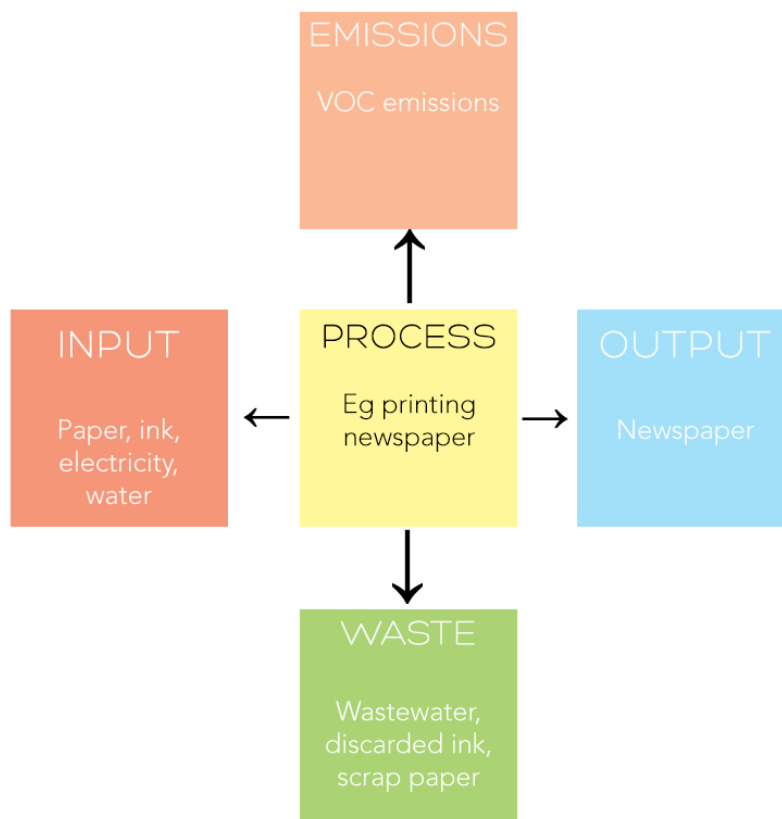 EMISSIONS
VOC emissions
INPUT
Paper, ink,
electricity,
water
PROCESS
Eg printing
newspaper
OUTPUT
Newspaper
WASTE
Wastewater,
discarded ink,
scrap paper